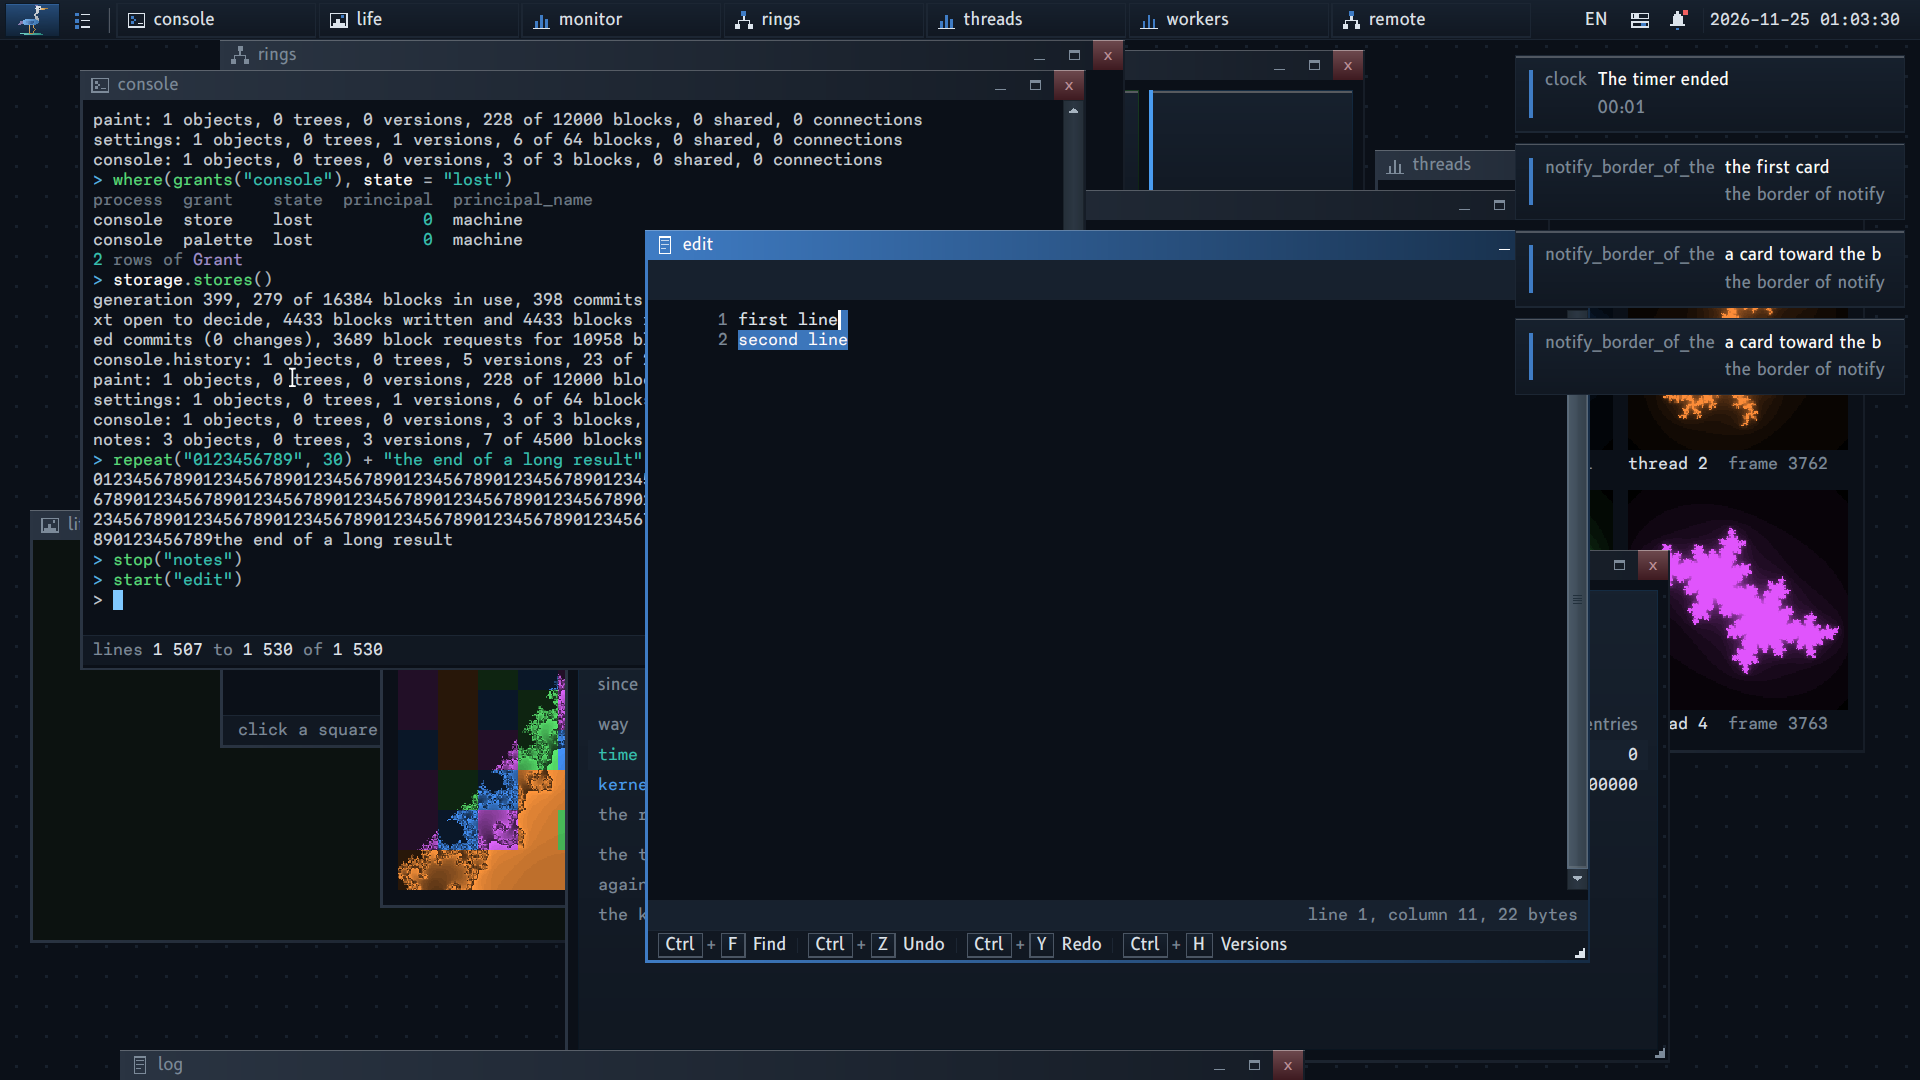 console
life
monitor
rings
threads
workers
remote
EN
2026-11-25 01:03:30
rings
x
console
x
x
paint: 1 objects, 0 trees, 0 versions, 228 of 12000 blocks, 0 shared, 0 connections
settings: 1 objects, 0 trees, 1 versions, 6 of 64 blocks, 0 shared, 0 connections
console: 1 objects, 0 trees, 0 versions, 3 of 3 blocks, 0 shared, 0 connections
> where(grants("console"), state = "lost")
process grant state principal principal_name
console store lost 0 machine
console palette lost 0 machine
2 rows of Grant
> storage.stores()
generation 399, 279 of 16384 blocks in use, 398 commits
xt open to decide, 4433 blocks written and 4433 blocks
ed commits (0 changes), 3689 block requests for 10958
console.history: 1 objects, 0 trees, 5 versions, 23 of
paint: 1 objects, 0 trees, 0 versions, 228 of 12000
settings: 1 objects, 0 trees, 1 versions, 6 of 64
console: 1 objects, 0 trees, 0 versions, 3 of 3 blocks,
notes: 3 objects, 0 trees, 3 versions, 7 of 4500 blocks
> repeat("0123456789", 30) + "the end of a long result"
0123456789012345678901234567890123456789012345678901234
6789012345678901234567890123456789012345678901234567890
2345678901234567890123456789012345678901234567890123456
890123456789the end of a long result
> stop("notes")
> start("edit")
>
lines 1 507 to 1 530 of 1 530
edit
1 first line
2 second line
line 1, column 11, 22 bytes
Ctrl + F Find
Ctrl + Z Undo
Ctrl + Y Redo
Ctrl + H Versions
clock The timer ended
00:01
notify_border_of_the the first card
the border of notify
notify_border_of_the a card toward the b
the border of notify
notify_border_of_the a card toward the b
the border of notify
threads
thread 2 frame 3762
ad 4 frame 3763
x
entries
0
00000
click a square
since
way
time
kerne
the
the
again
the
log
x